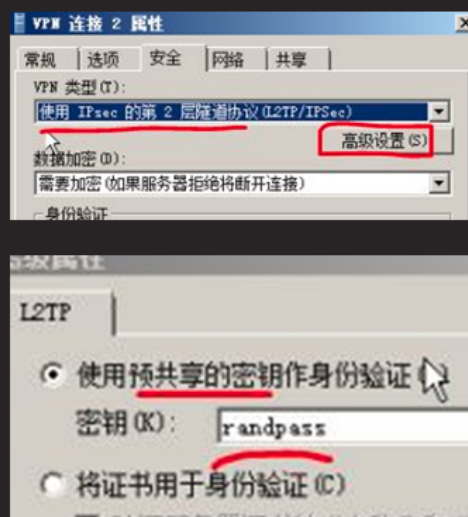 VPN 连接 2 属性
常规 选项 安全 网络 共享
VPN 类型(T):
使用 IPsec 的第 2 层隧道协议(L2TP/IPSec)
高级设置(S)
数据加密(D):
需要加密(如果服务器拒绝将断开连接)
身份验证
级属性
L2TP
使用预共享的密钥作身份验证
密钥(K): randpass
将证书用于身份验证(C)